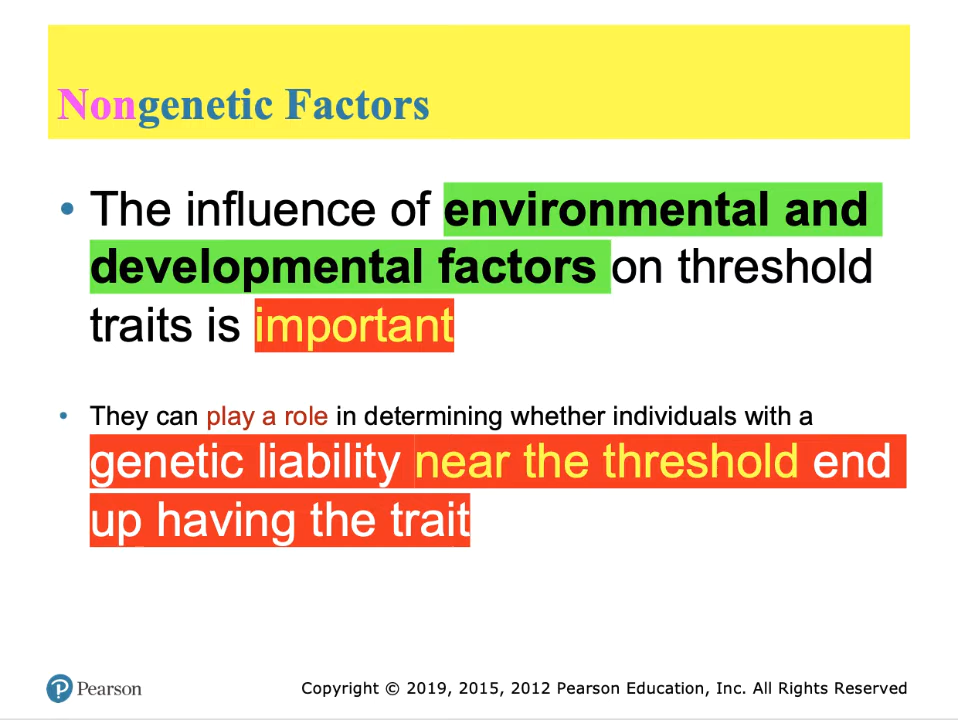 Nongenetic Factors
• The influence of environmental and
developmental factors on threshold
traits is important
• They can play a role in determining whether individuals with a
genetic liability near the threshold end
up having the trait
Pearson
Copyright © 2019, 2015, 2012 Pearson Education, Inc. All Rights Reserved